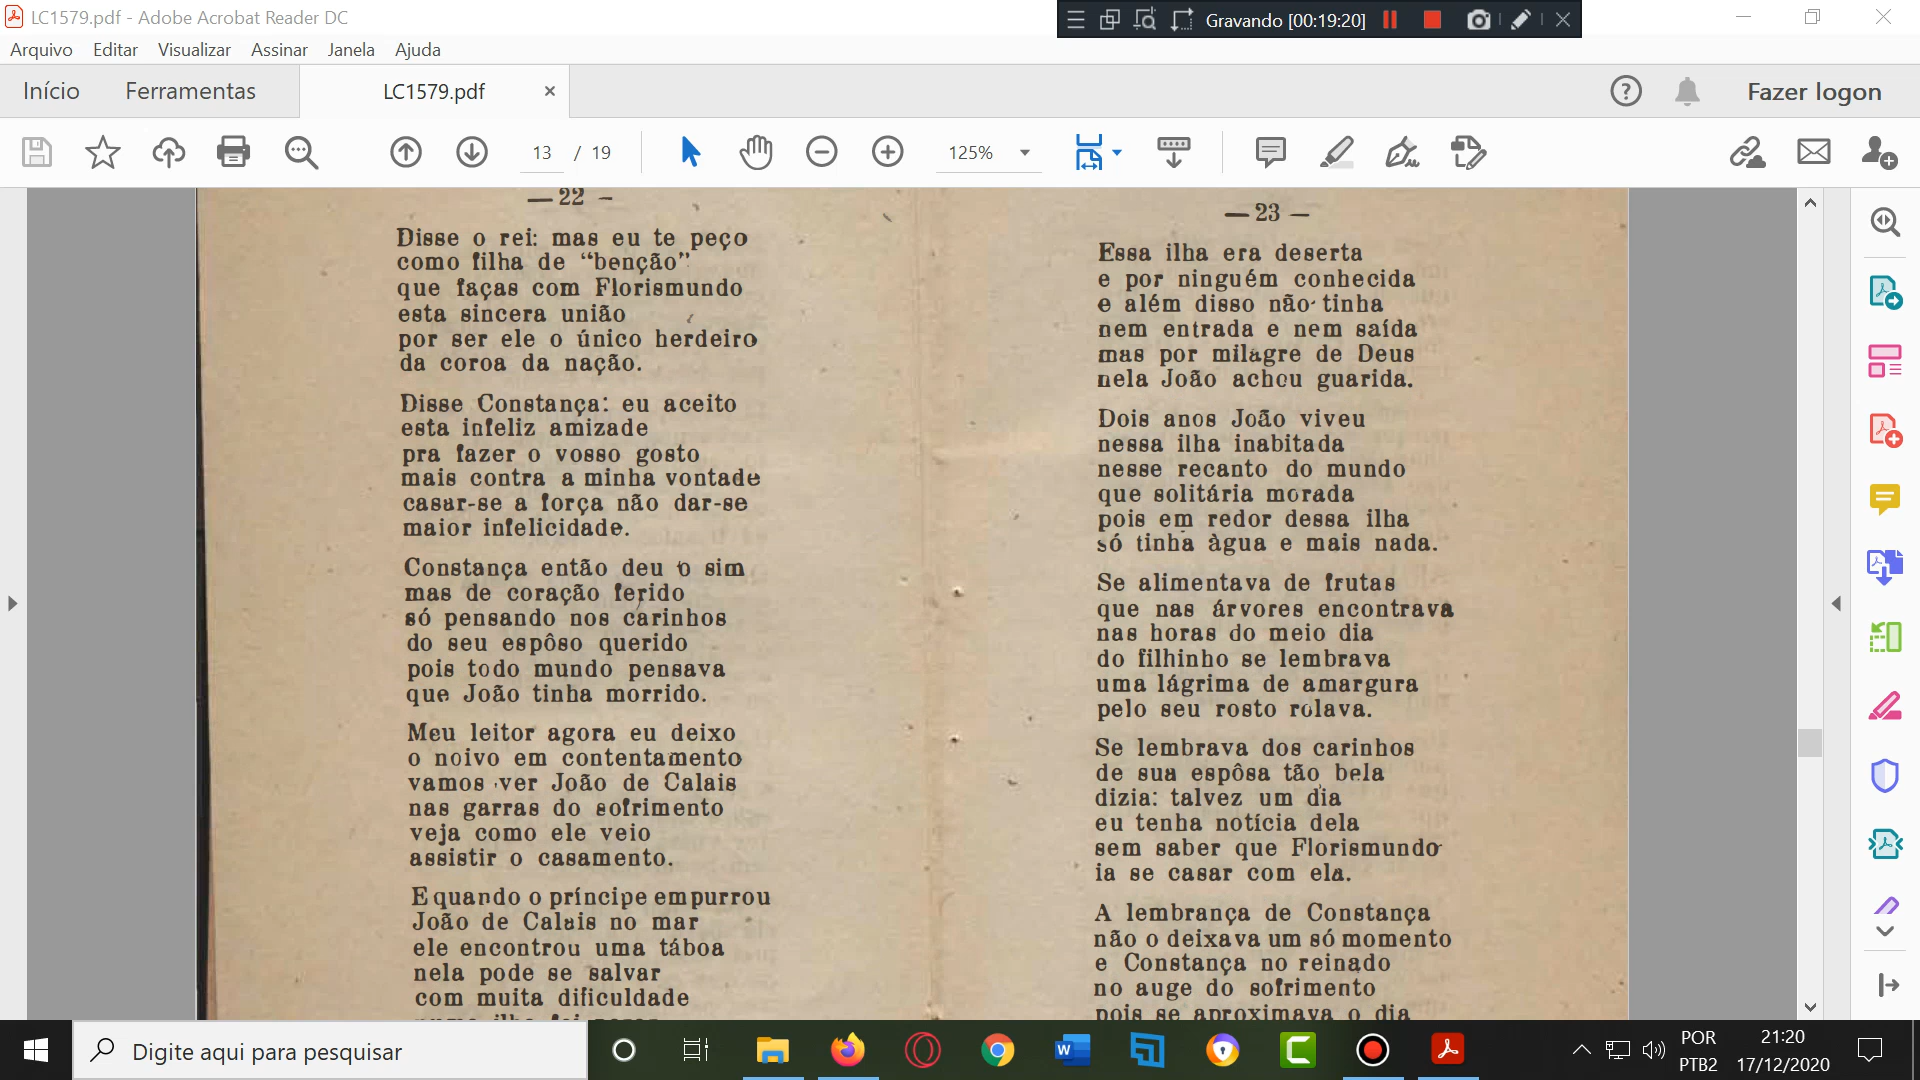 LC1579.pdf - Adobe Acrobat Reader DC
Gravando [00:19:20]
Arquivo Editar Visualizar Assinar Janela Ajuda
Início Ferramentas LC1579.pdf Fazer logon
13 / 19 125%
— 22 —
Disse o rei: mas eu te peço
como filha de “benção”
que faças com Florismundo
esta sincera união
por ser ele o único herdeiro
da coroa da nação.
Disse Constança: eu aceito
esta infeliz amizade
pra fazer o vosso gosto
mais contra a minha vontade
casar-se a força não dar-se
maior infelicidade.
Constança então deu o sim
mas de coração ferido
só pensando nos carinhos
do seu espôso querido
pois todo mundo pensava
que João tinha morrido.
Meu leitor agora eu deixo
o noivo em contentamento
vamos ver João de Calais
nas garras do sofrimento
veja como ele veio
assistir o casamento.
E quando o príncipe empurrou
João de Calais no mar
ele encontrou uma táboa
nela pode se salvar
com muita dificuldade
— 23 —
Essa ilha era deserta
e por ninguém conhecida
e além disso não tinha
nem entrada e nem saída
mas por milagre de Deus
nela João achou guarida.
Dois anos João viveu
nessa ilha inabitada
nesse recanto do mundo
que solitária morada
pois em redor dessa ilha
só tinha àgua e mais nada.
Se alimentava de frutas
que nas árvores encontrava
nas horas do meio dia
do filhinho se lembrava
uma lágrima de amargura
pelo seu rosto rolava.
Se lembrava dos carinhos
de sua espôsa tão bela
dizia: talvez um dia
eu tenha notícia dela
sem saber que Florismundo
ia se casar com ela.
A lembrança de Constança
não o deixava um só momento
e Constança no reinado
no auge do sofrimento
pois se aproximava o dia
Digite aqui para pesquisar
POR
PTB2
21:20
17/12/2020